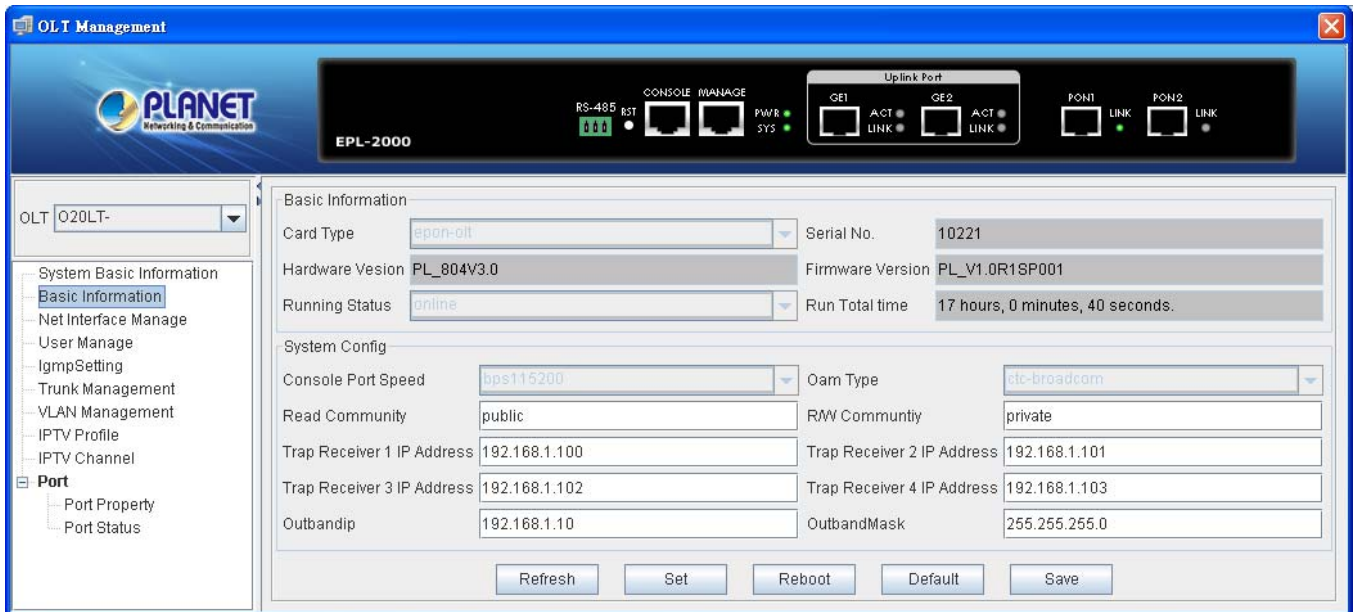 OLT Management
PLANET
Networking & Communication
EPL-2000
RS-485 RST
CONSOLE MANAGE
PWR
SYS
Uplink Port
GE1 ACT LINK
GE2 ACT LINK
PON1 LINK
PON2 LINK
OLT O20LT-
System Basic Information
Basic Information
Net Interface Manage
User Manage
IgmpSetting
Trunk Management
VLAN Management
IPTV Profile
IPTV Channel
Port
Port Property
Port Status
Basic Information
Card Type epon-olt Serial No. 10221
Hardware Vesion PL_804V3.0 Firmware Version PL_V1.0R1SP001
Running Status online Run Total time 17 hours, 0 minutes, 40 seconds.
System Config
Console Port Speed bps115200 Oam Type ctc-broadcom
Read Community public R/W Communtiy private
Trap Receiver 1 IP Address 192.168.1.100 Trap Receiver 2 IP Address 192.168.1.101
Trap Receiver 3 IP Address 192.168.1.102 Trap Receiver 4 IP Address 192.168.1.103
Outbandip 192.168.1.10 OutbandMask 255.255.255.0
Refresh Set Reboot Default Save